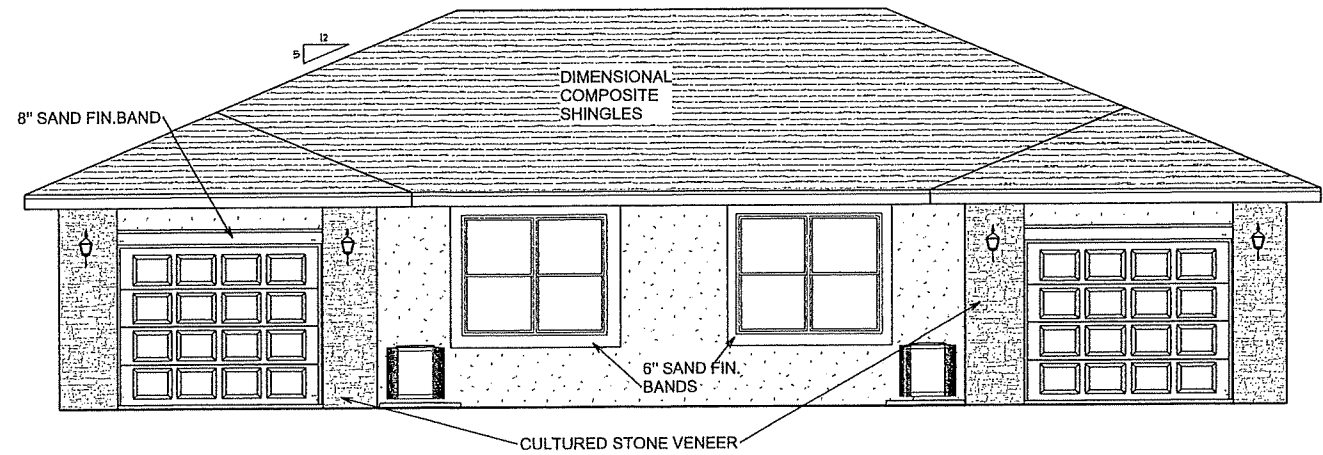 12
5
DIMENSIONAL
COMPOSITE
SHINGLES
8" SAND FIN.BAND
6" SAND FIN.
BANDS
CULTURED STONE VENEER